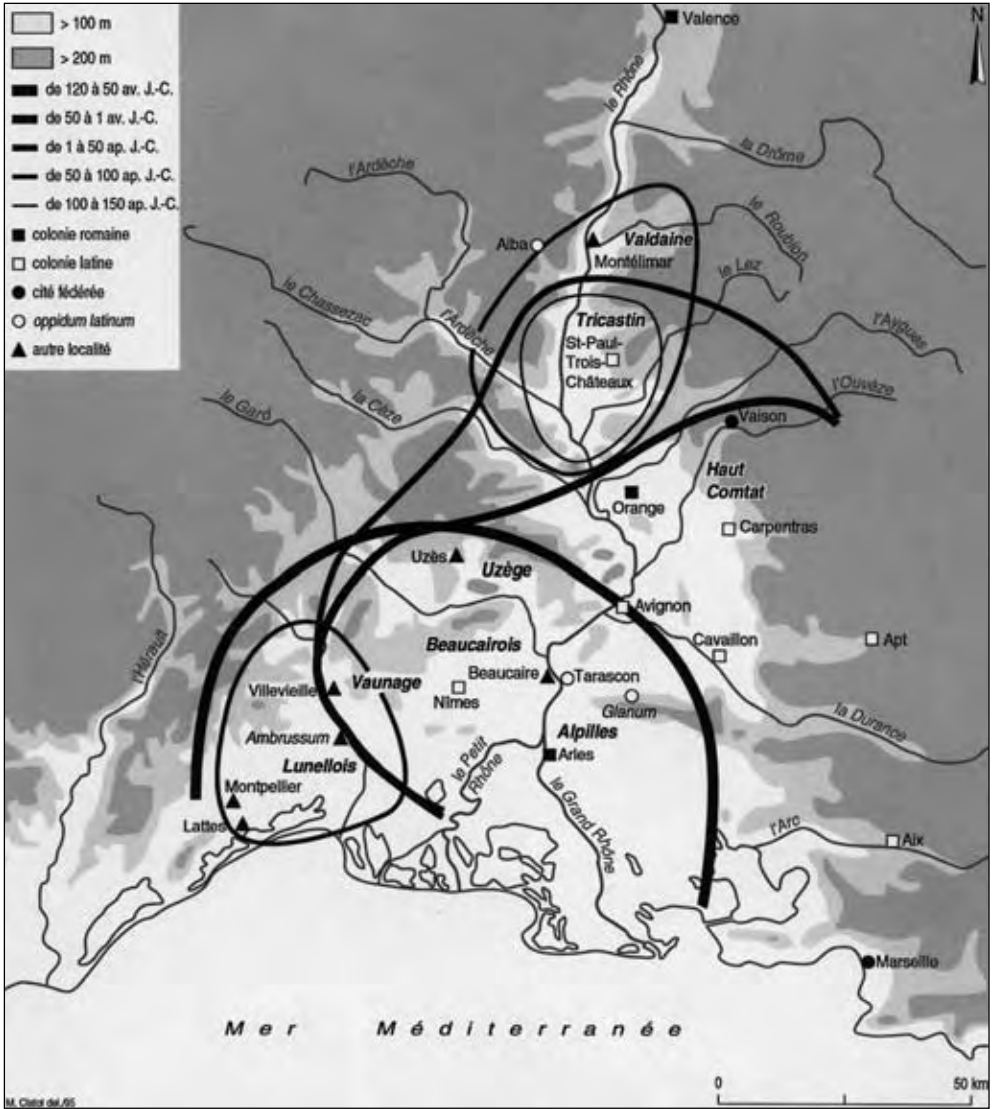 > 100 m
> 200 m
de 120 à 50 av. J.-C.
de 50 à 1 av. J.-C.
de 1 à 50 ap. J.-C.
de 50 à 100 ap. J.-C.
de 100 à 150 ap. J.-C.
colonie romaine
colonie latine
cité fédérée
oppidum latinum
autre localité
N
Valence
le Rhône
la Drôme
l'Ardèche
le Roubion
Alba
Valdaine
Montélimar
le Lez
le Chassezac
l'Ardèche
Tricastin
St-Paul-
Trois-
Châteaux
l'Aygues
l'Ouvèze
le Gard
la Cèze
Vaison
Haut
Comtat
Orange
Carpentras
Uzès
Uzège
Avignon
l'Hérault
Cavaillon
Apt
Beaucairois
Beaucaire
Tarascon
Vaunage
Villevieille
Nîmes
Glanum
la Durance
Ambrussum
Lunellois
Alpilles
Arles
le Petit
Rhône
le Grand Rhône
Montpellier
Lattes
l'Arc
Aix
Marseille
Mer Méditerranée
0 50 km
M. Clatol del./95